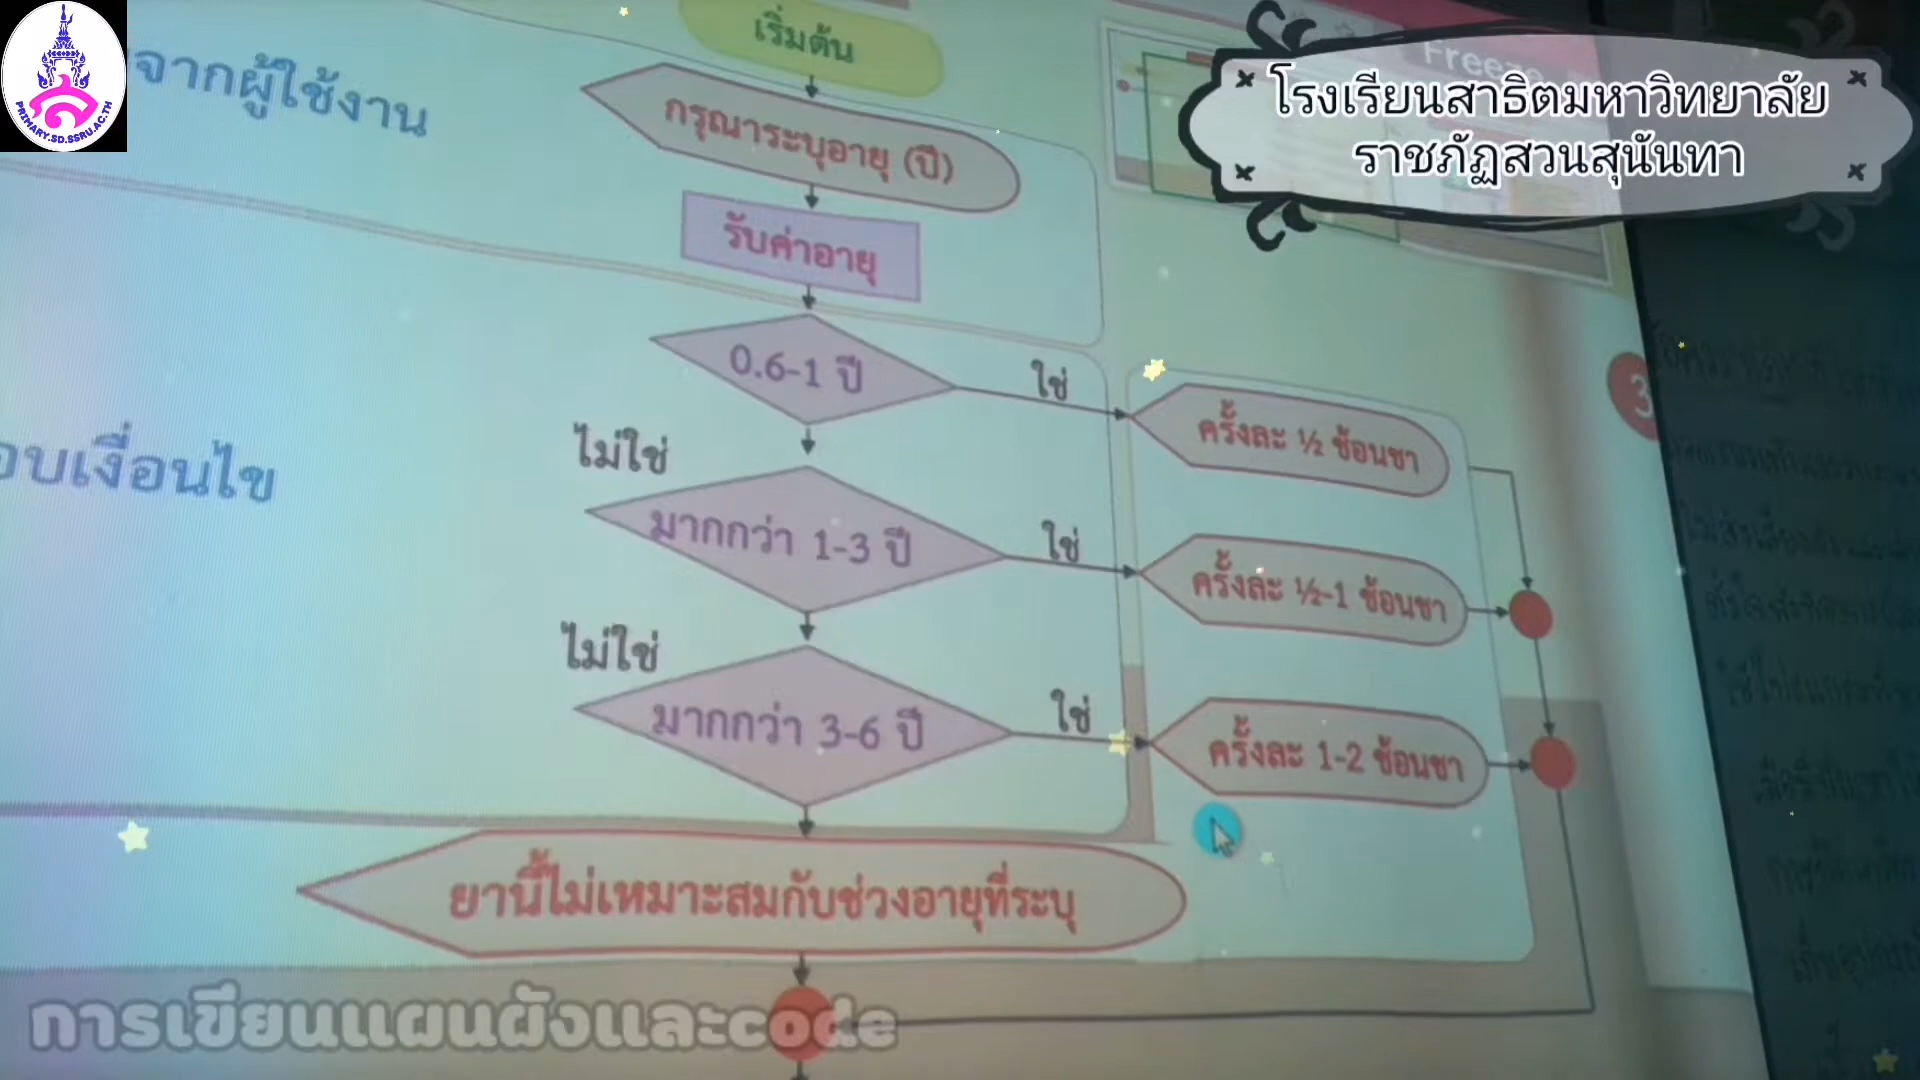 PRIMARY.SD.SSRU.AC.TH
โรงเรียนสาธิตมหาวิทยาลัย
ราชภัฏสวนสุนันทา
Freeze
จากผู้ใช้งาน
เริ่มต้น
กรุณาระบุอายุ (ปี)
รับค่าอายุ
0.6-1 ปี
ใช่
ครั้งละ ½ ช้อนชา
3
ไม่ใช่
อบเงื่อนไข
มากกว่า 1-3 ปี
ใช่
ครั้งละ ½-1 ช้อนชา
ไม่ใช่
มากกว่า 3-6 ปี
ใช่
ครั้งละ 1-2 ช้อนชา
ยานี้ไม่เหมาะสมกับช่วงอายุที่ระบุ
การเขียนแผนผังและcode